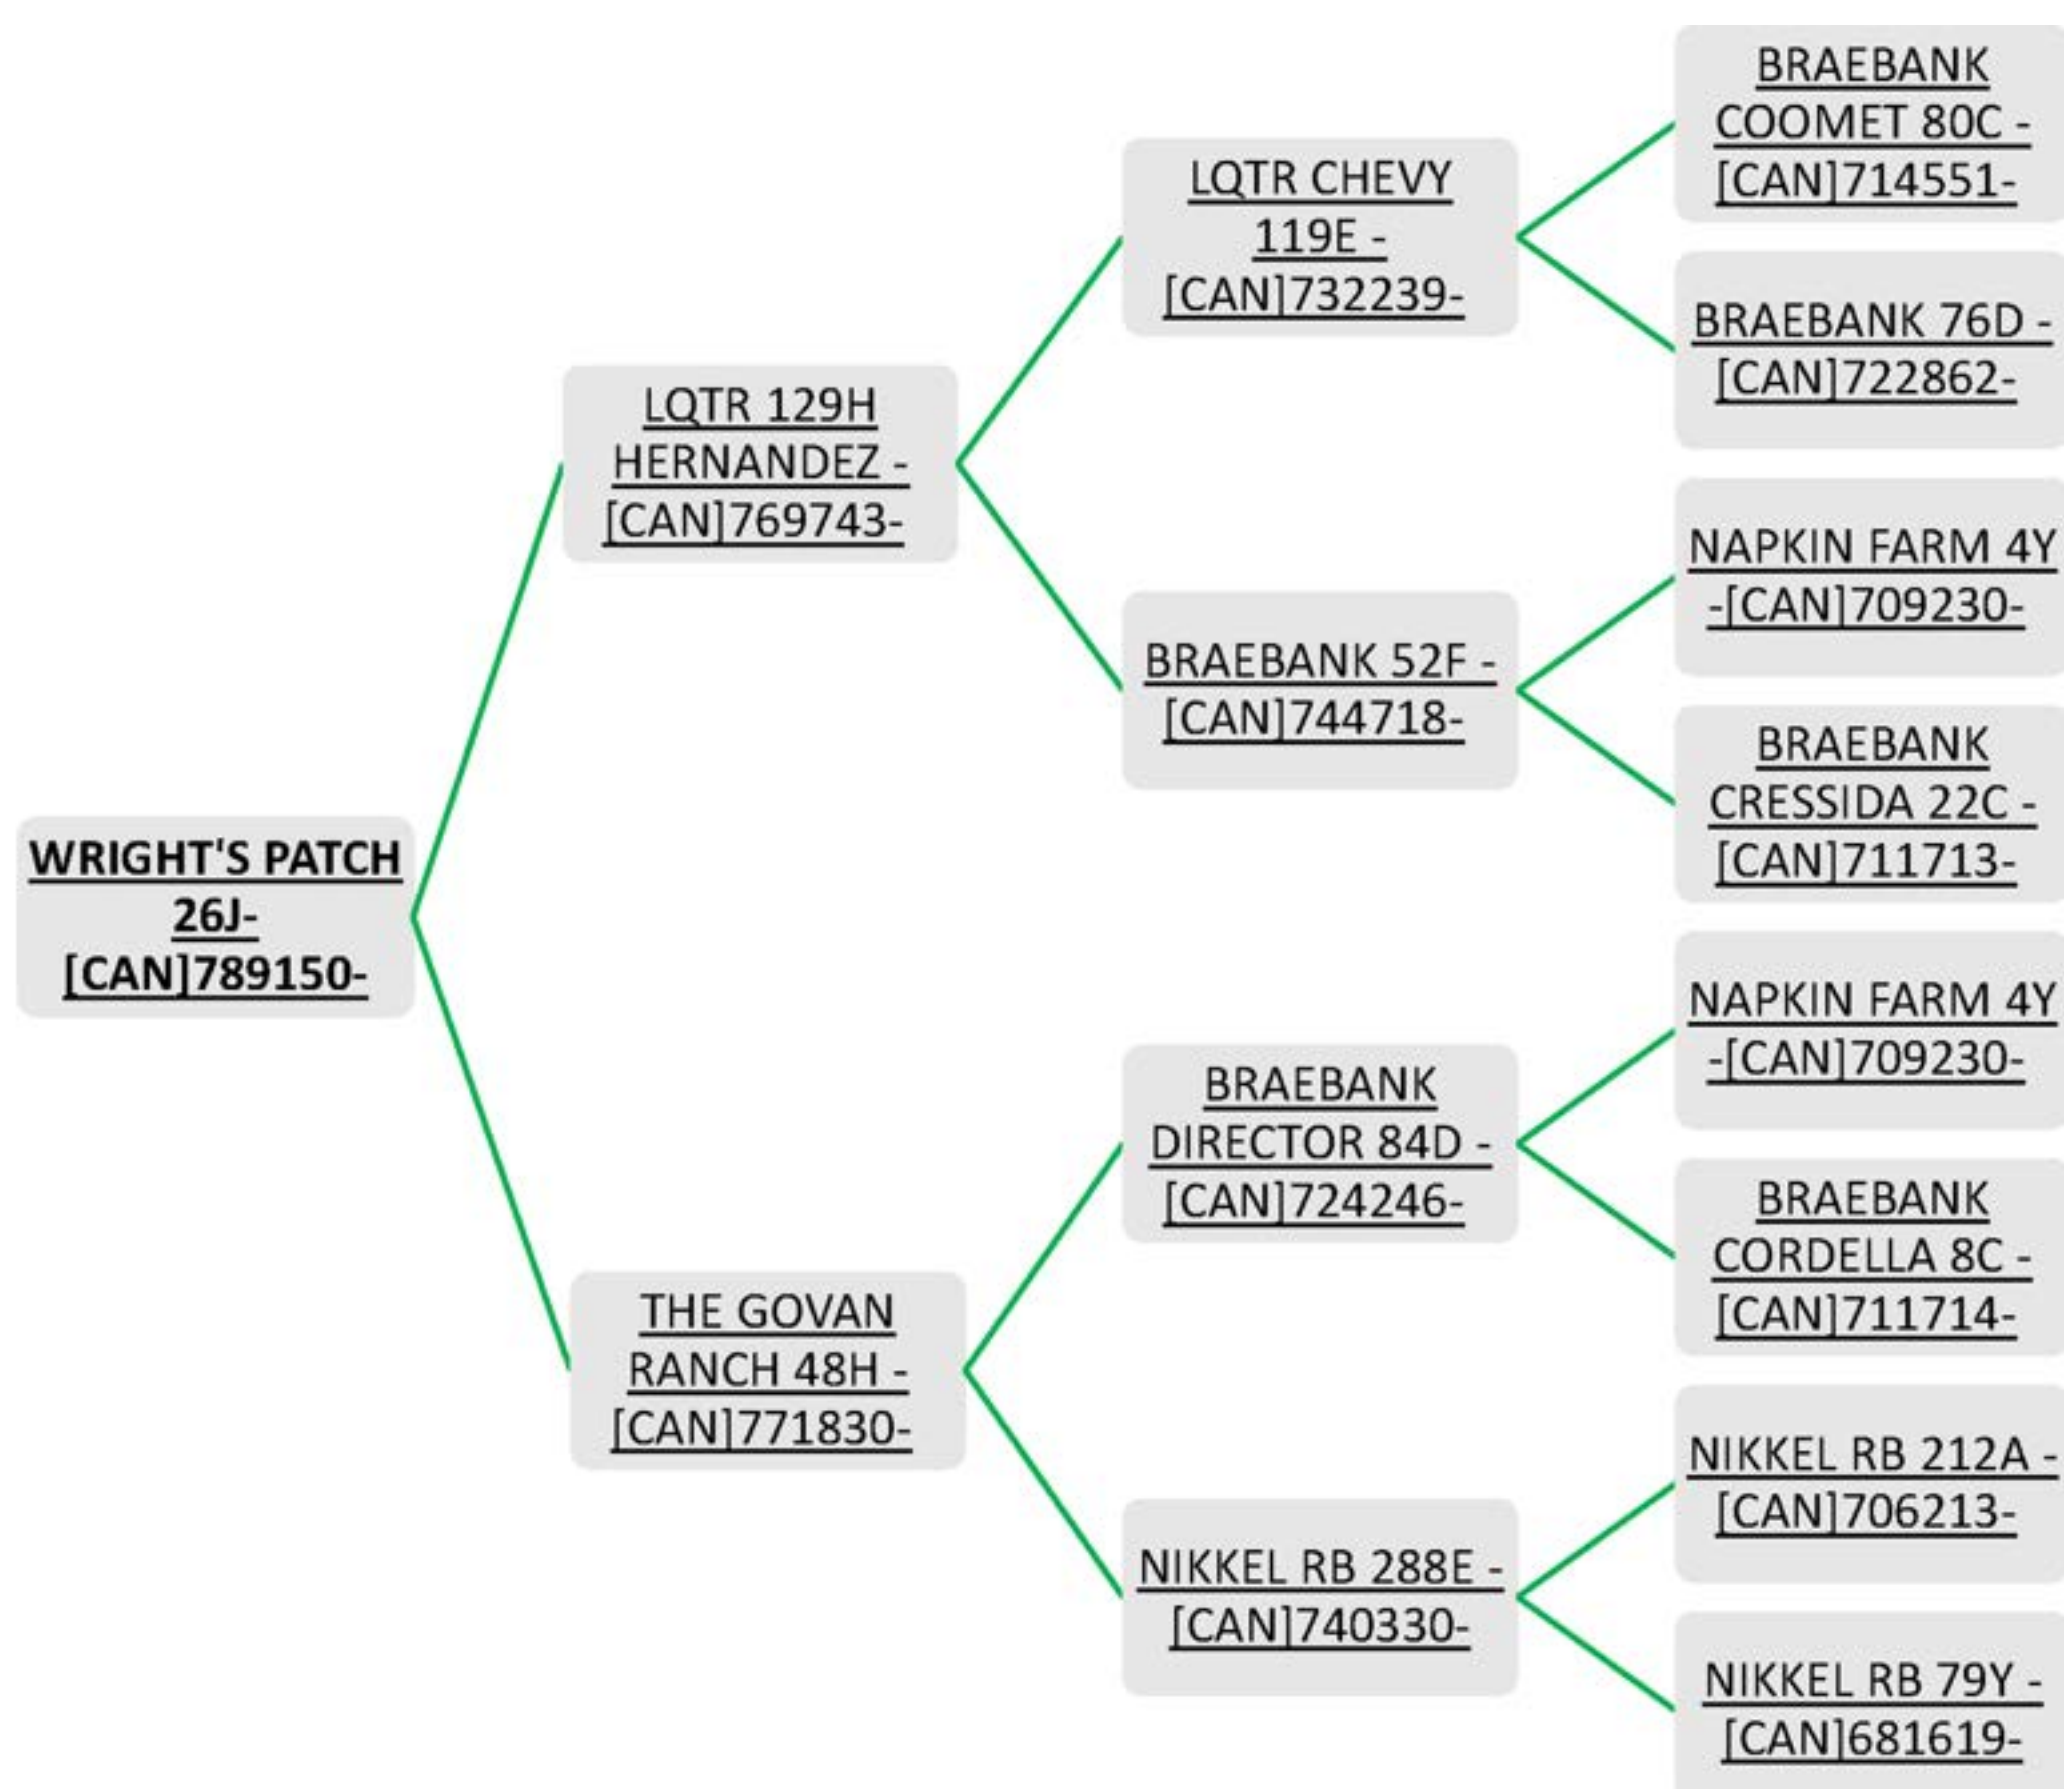 WRIGHT'S PATCH
26J-
[CAN]789150-
LQTR 129H
HERNANDEZ -
[CAN]769743-
THE GOVAN
RANCH 48H -
[CAN]771830-
LQTR CHEVY
119E -
[CAN]732239-
BRAEBANK 52F -
[CAN]744718-
BRAEBANK
DIRECTOR 84D -
[CAN]724246-
NIKKEL RB 288E -
[CAN]740330-
BRAEBANK
COOMET 80C -
[CAN]714551-
BRAEBANK 76D -
[CAN]722862-
NAPKIN FARM 4Y
-[CAN]709230-
BRAEBANK
CRESSIDA 22C -
[CAN]711713-
NAPKIN FARM 4Y
-[CAN]709230-
BRAEBANK
CORDELLA 8C -
[CAN]711714-
NIKKEL RB 212A -
[CAN]706213-
NIKKEL RB 79Y -
[CAN]681619-